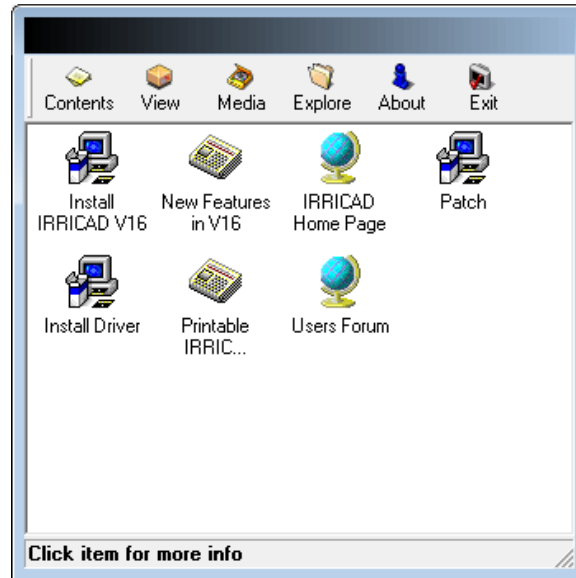 Contents View Media Explore About Exit
Install New Features IRRICAD Patch
IRRICAD V16 in V16 Home Page
Install Driver Printable Users Forum
IRRIC...
Click item for more info